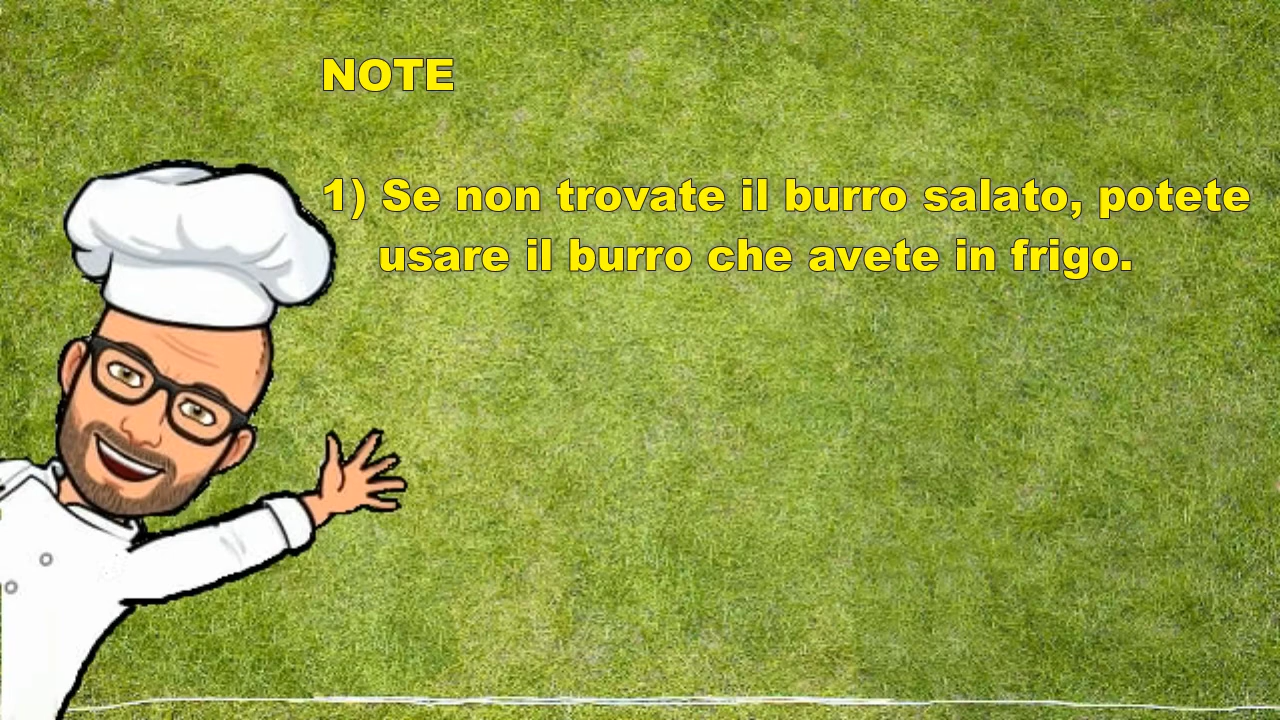 NOTE
1) Se non trovate il burro salato, potete
usare il burro che avete in frigo.